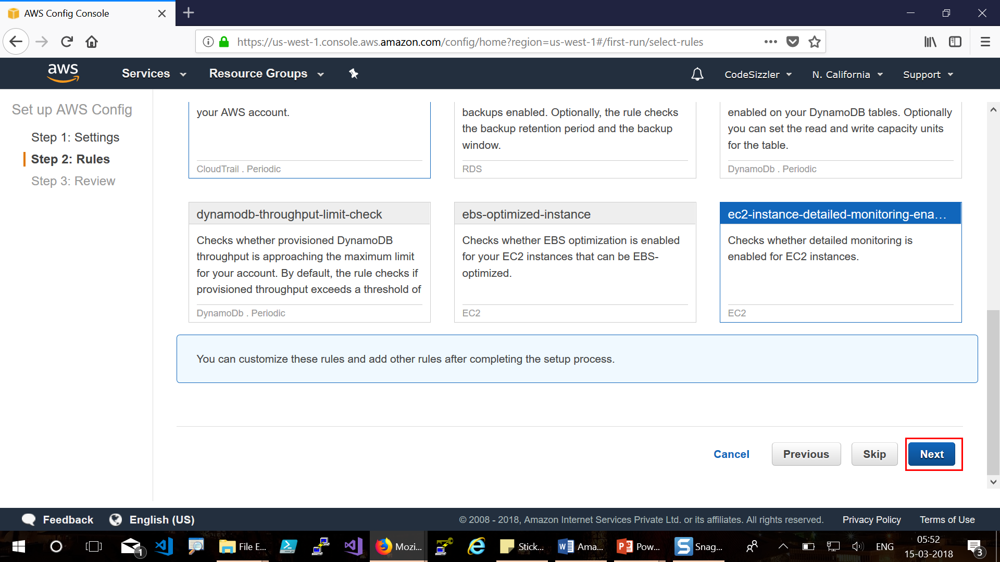 AWS Config Console
https://us-west-1.console.aws.amazon.com/config/home?region=us-west-1#/first-run/select-rules
aws Services Resource Groups CodeSizzler N. California Support
Set up AWS Config
Step 1: Settings
Step 2: Rules
Step 3: Review
your AWS account.
CloudTrail . Periodic
backups enabled. Optionally, the rule checks
the backup retention period and the backup
window.
RDS
enabled on your DynamoDB tables. Optionally
you can set the read and write capacity units
for the table.
DynamoDb . Periodic
dynamodb-throughput-limit-check
Checks whether provisioned DynamoDB
throughput is approaching the maximum limit
for your account. By default, the rule checks if
provisioned throughput exceeds a threshold of
DynamoDb . Periodic
ebs-optimized-instance
Checks whether EBS optimization is enabled
for your EC2 instances that can be EBS-
optimized.
EC2
ec2-instance-detailed-monitoring-ena...
Checks whether detailed monitoring is
enabled for EC2 instances.
EC2
You can customize these rules and add other rules after completing the setup process.
Cancel Previous Skip Next
Feedback English (US) © 2008 - 2018, Amazon Internet Services Private Ltd. or its affiliates. All rights reserved. Privacy Policy Terms of Use
1 File E... Mozi... Stick... Ama... Pow... Snag... ENG 05:52
15-03-2018 3